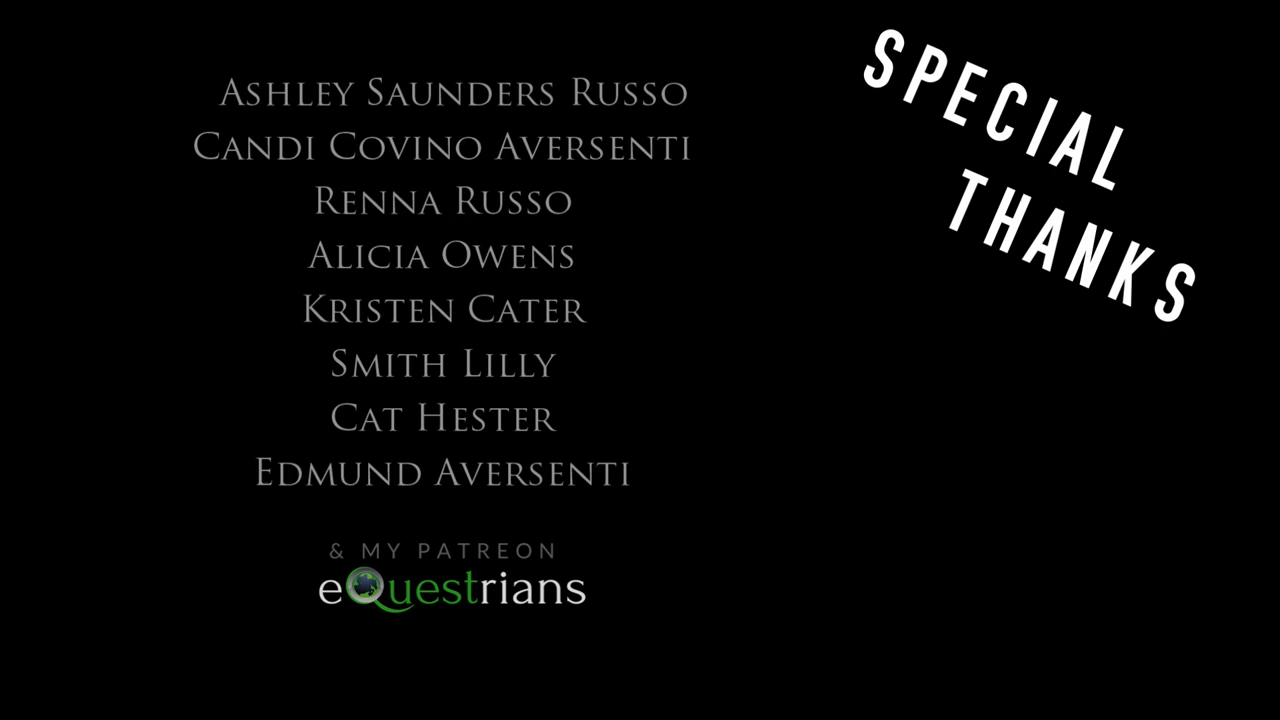 SPECIAL
THANKS
Ashley Saunders Russo
Candi Covino Aversenti
Renna Russo
Alicia Owens
Kristen Cater
Smith Lilly
Cat Hester
Edmund Aversenti
& MY PATREON
eQuestrians